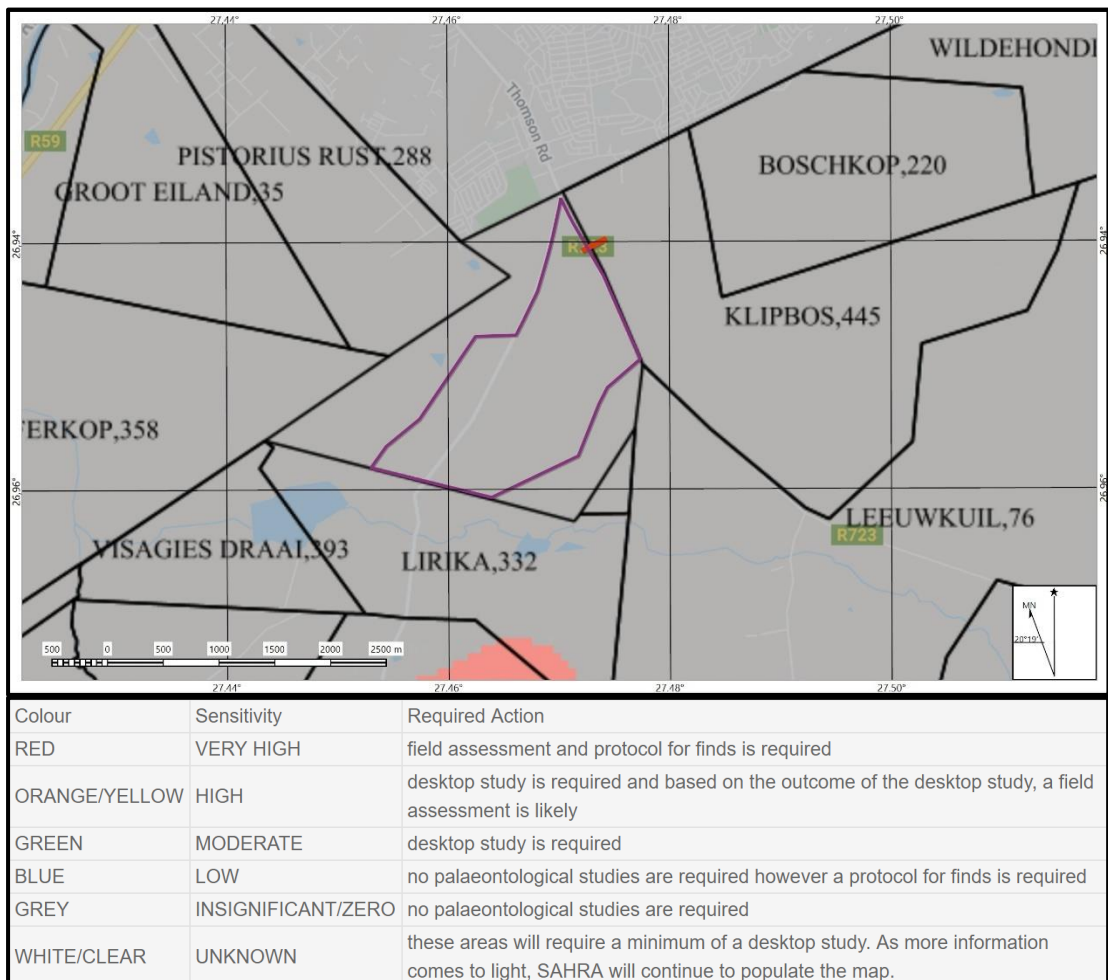 27,44° 27,46° 27,48° 27,50°
WILDEHOND
Thomson Rd
R59
PISTORIUS RUST,288
BOSCHKOP,220
GROOT EILAND,35
26,94° 26,94°
KLIPBOS,445
FERKOP,358
26,96° 26,96°
LEEUWKUIL,76
R723
VISAGIES DRAAI,393
LIRIKA,332
MN
20°19'
500 0 500 1000 1500 2000 2500 m
27,44° 27,46° 27,48° 27,50°
Colour Sensitivity Required Action
RED VERY HIGH field assessment and protocol for finds is required
ORANGE/YELLOW HIGH desktop study is required and based on the outcome of the desktop study, a field
assessment is likely
GREEN MODERATE desktop study is required
BLUE LOW no palaeontological studies are required however a protocol for finds is required
GREY INSIGNIFICANT/ZERO no palaeontological studies are required
WHITE/CLEAR UNKNOWN these areas will require a minimum of a desktop study. As more information
comes to light, SAHRA will continue to populate the map.